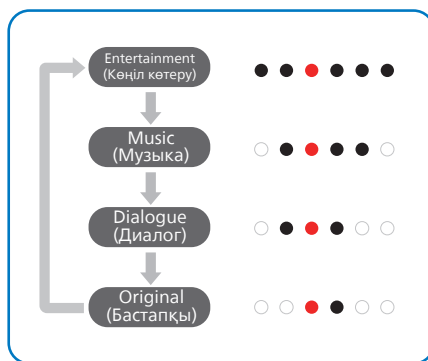 Entertainment
(Көңіл көтеру)
Music
(Музыка)
Dialogue
(Диалог)
Original
(Бастапқы)